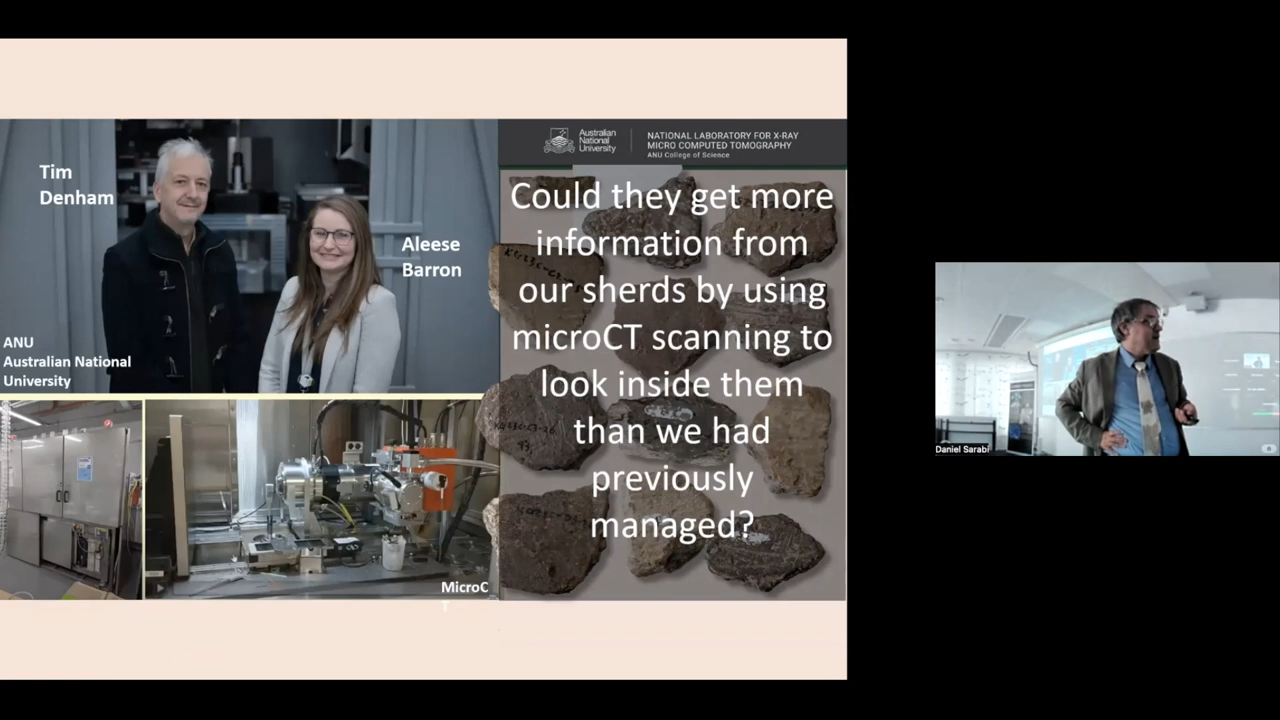 Tim
Denham
Aleese
Barron
ANU
Australian National
University
MicroC
T
Australian
National
University
NATIONAL LABORATORY FOR X-RAY
MICRO COMPUTED TOMOGRAPHY
ANU College of Science
Could they get more
information from
our sherds by using
microCT scanning to
look inside them
than we had
previously
managed?
Daniel Sarabi